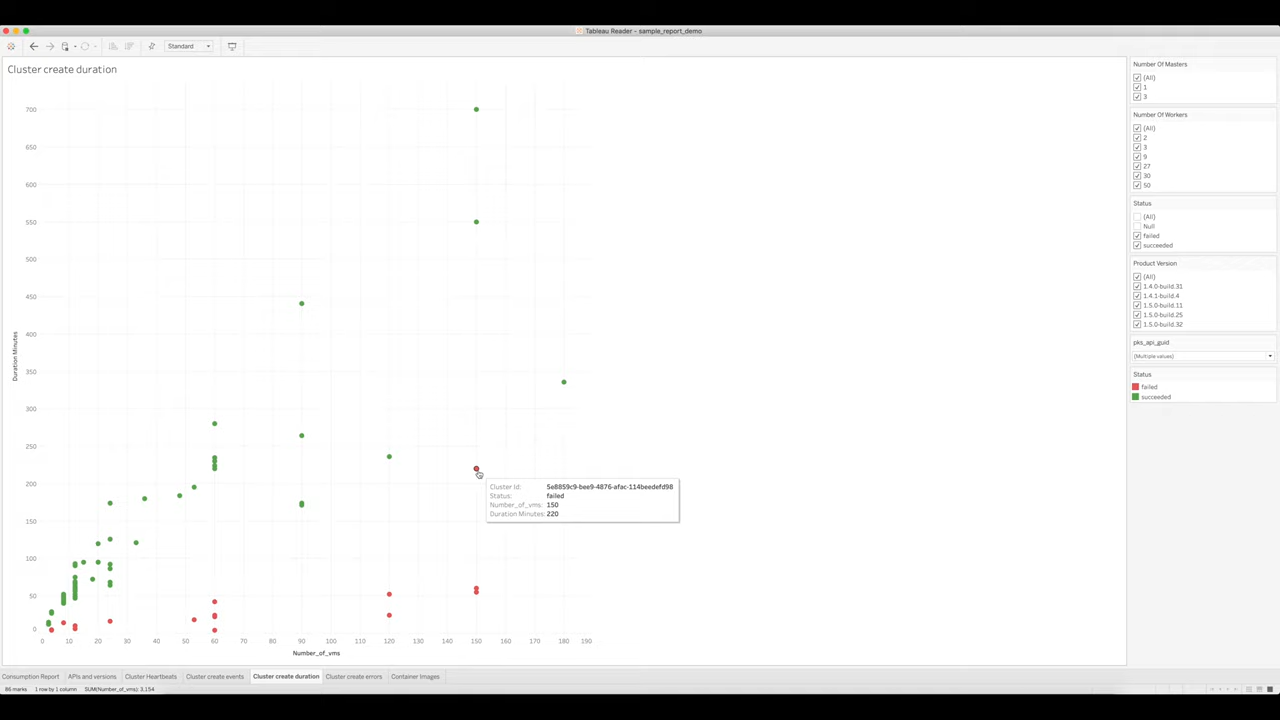 Tableau Reader - sample_report_demo
Standard
Cluster create duration
700
650
600
550
500
450
400
350
300
250
200
150
100
50
0
Duration Minutes
0 10 20 30 40 50 60 70 80 90 100 110 120 130 140 150 160 170 180 190
Number_of_vms
Cluster Id: 5e8859c9-bee9-4876-afac-114beedefd98
Status: failed
Number_of_vms: 150
Duration Minutes: 220
Number Of Masters
(All)
1
3
Number Of Workers
(All)
2
3
9
27
30
50
Status
(All)
Null
failed
succeeded
Product Version
(All)
1.4.0-build.31
1.4.1-build.4
1.5.0-build.11
1.5.0-build.25
1.5.0-build.32
pks_api_guid
(Multiple values)
Status
failed
succeeded
Consumption Report APIs and versions Cluster Heartbeats Cluster create events Cluster create duration Cluster create errors Container Images
86 marks 1 row by 1 column SUM(Number_of_vms): 3,154